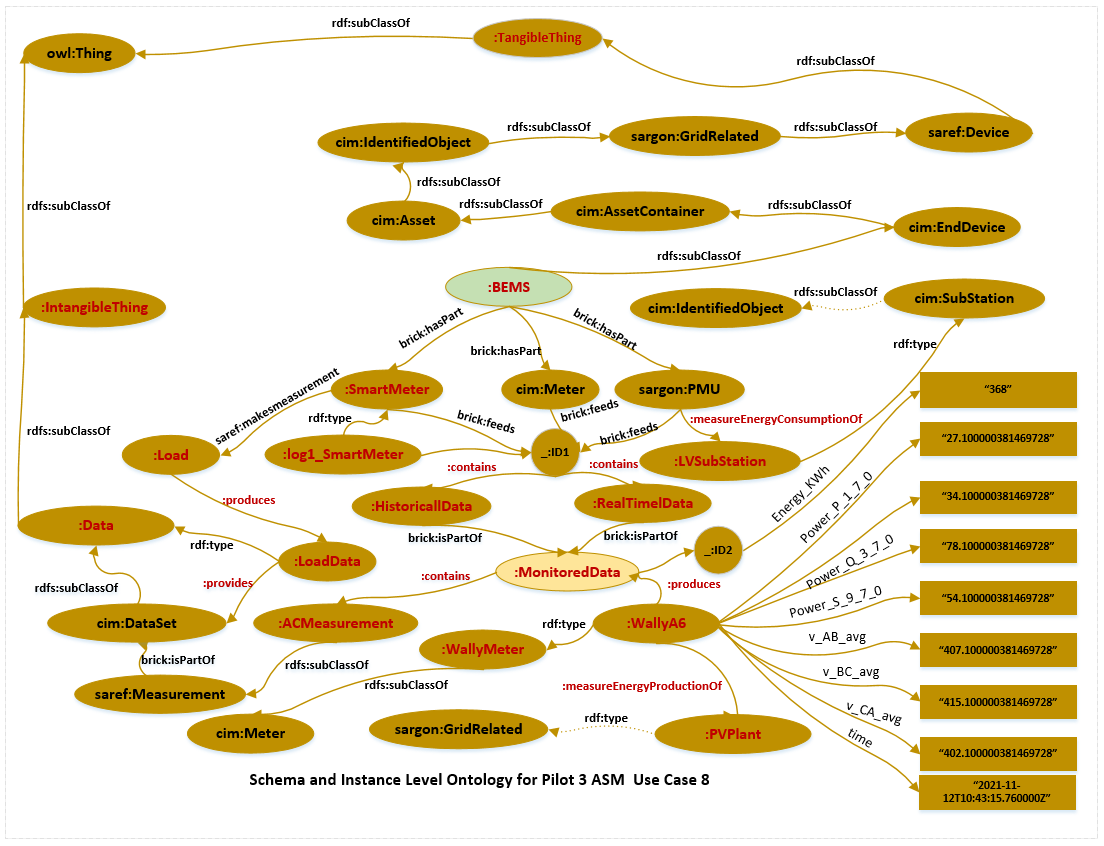 rdf:subClassOf
:TangibleThing
owl:Thing
rdf:subClassOf
rdfs:subClassOf
rdfs:subClassOf
saref:Device
sargon:GridRelated
cim:IdentifiedObject
rdfs:subClassOf
rdfs:subClassOf
rdfs:subClassOf
rdfs:subClassOf
cim:AssetContainer
cim:Asset
cim:EndDevice
rdfs:subClassOf
:BEMS
rdfs:subClassOf
cim:SubStation
:IntangibleThing
cim:IdentifiedObject
brick:hasPart
brick:hasPart
brick:hasPart
rdf:type
saref:makesmeasurement
:SmartMeter
cim:Meter
sargon:PMU
"368"
rdf:type
brick:feeds
brick:feeds
brick:feeds
:measureEnergyConsumptionOf
"27.100000381469728"
rdfs:subClassOf
:Load
:log1_SmartMeter
_:ID1
:LVSubStation
:contains
:contains
Energy_KWh
Power_P_1_7_0
:produces
:HistoricallData
:RealTimelData
"34.100000381469728"
:Data
rdf:type
brick:isPartOf
brick:isPartOf
_:ID2
"78.100000381469728"
:LoadData
:contains
:MonitoredData
:produces
Power_Q_3_7_0
rdfs:subClassOf
:provides
Power_S_9_7_0
"54.100000381469728"
cim:DataSet
:ACMeasurement
rdf:type
:WallyA6
v_AB_avg
"407.100000381469728"
brick:isPartOf
rdfs:subClassOf
:WallyMeter
v_BC_avg
rdfs:subClassOf
:measureEnergyProductionOf
saref:Measurement
"415.100000381469728"
v_CA_avg
cim:Meter
sargon:GridRelated
rdf:type
:PVPlant
time
"402.100000381469728"
Schema and Instance Level Ontology for Pilot 3 ASM Use Case 8
"2021-11-
12T10:43:15.760000Z"